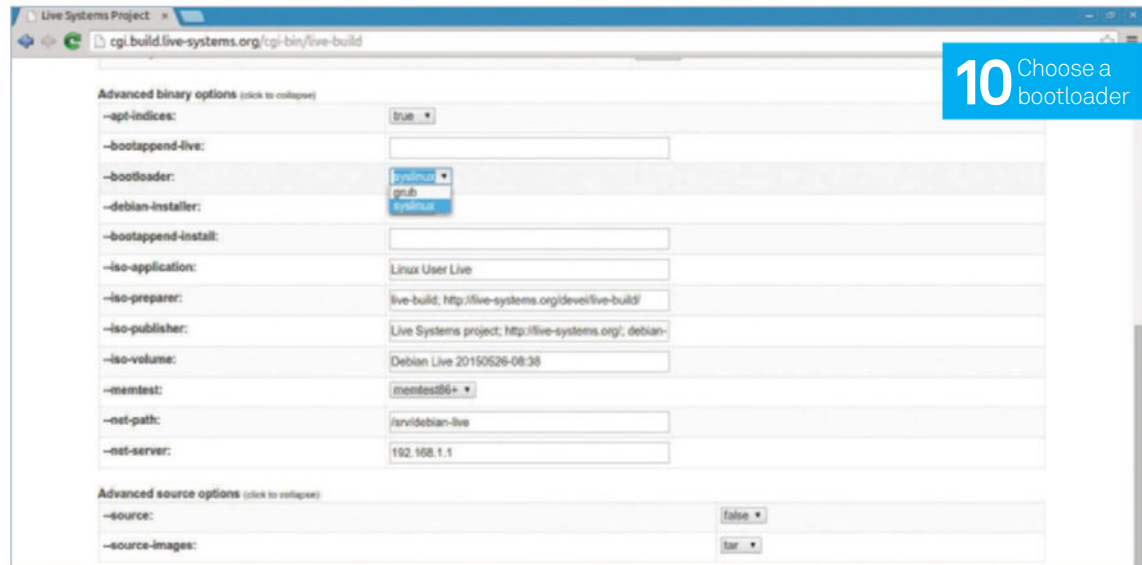 Live Systems Project
cgi.build.live-systems.org/cgi-bin/live-build
10 Choose a
bootloader
Advanced binary options (click to collapse)
--apt-indices: true
--bootappend-live:
--bootloader: syslinux
grub
syslinux
--debian-installer:
--bootappend-install:
--iso-application: Linux User Live
--iso-preparer: live-build; http://live-systems.org/devel/live-build/
--iso-publisher: Live Systems project; http://live-systems.org/; debian-
--iso-volume: Debian Live 20150526-08:38
--memtest: memtest86+
--net-path: /srv/debian-live
--net-server: 192.168.1.1
Advanced source options (click to collapse)
--source: false
--source-images: tar